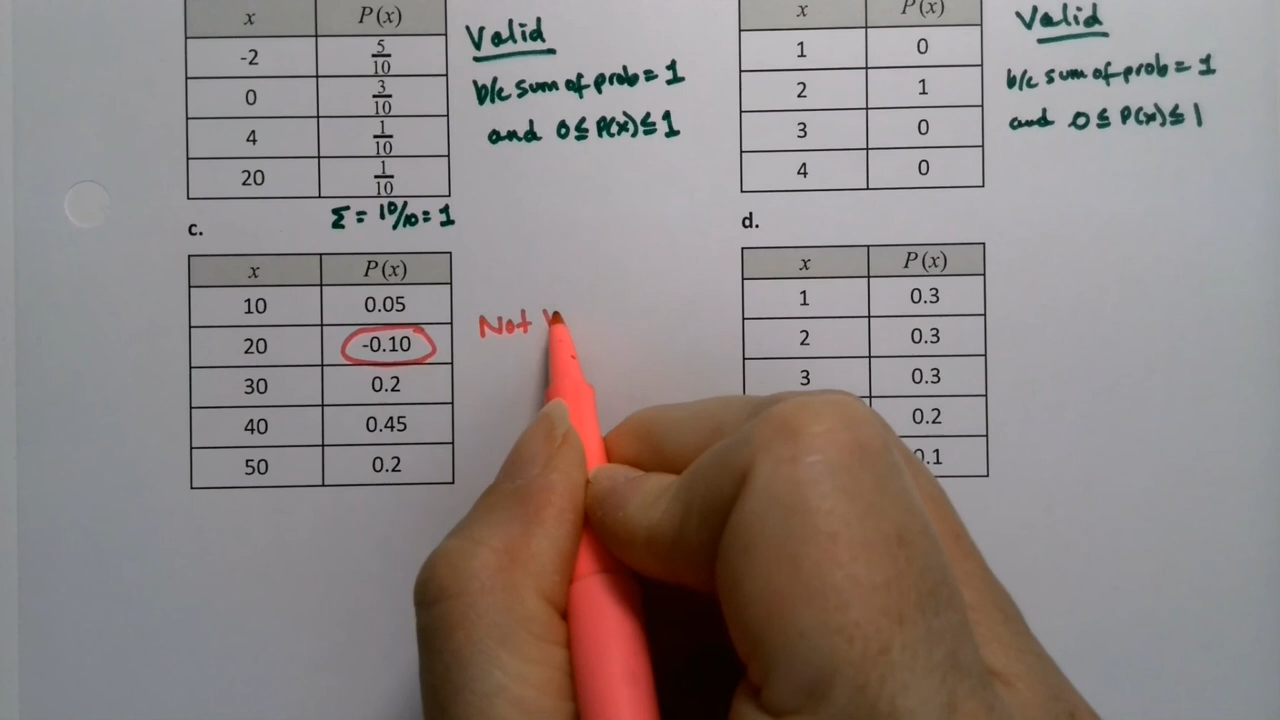 x P(x)
-2 5/10
0 3/10
4 1/10
20 1/10
Σ = 10/10 = 1
Valid
b/c sum of prob = 1
and 0 ≤ P(x) ≤ 1
x P(x)
1 0
2 1
3 0
4 0
Valid
b/c sum of prob = 1
and 0 ≤ P(x) ≤ 1
c.
x P(x)
10 0.05
20 -0.10
30 0.2
40 0.45
50 0.2
Not
d.
x P(x)
1 0.3
2 0.3
3 0.3
0.2
0.1